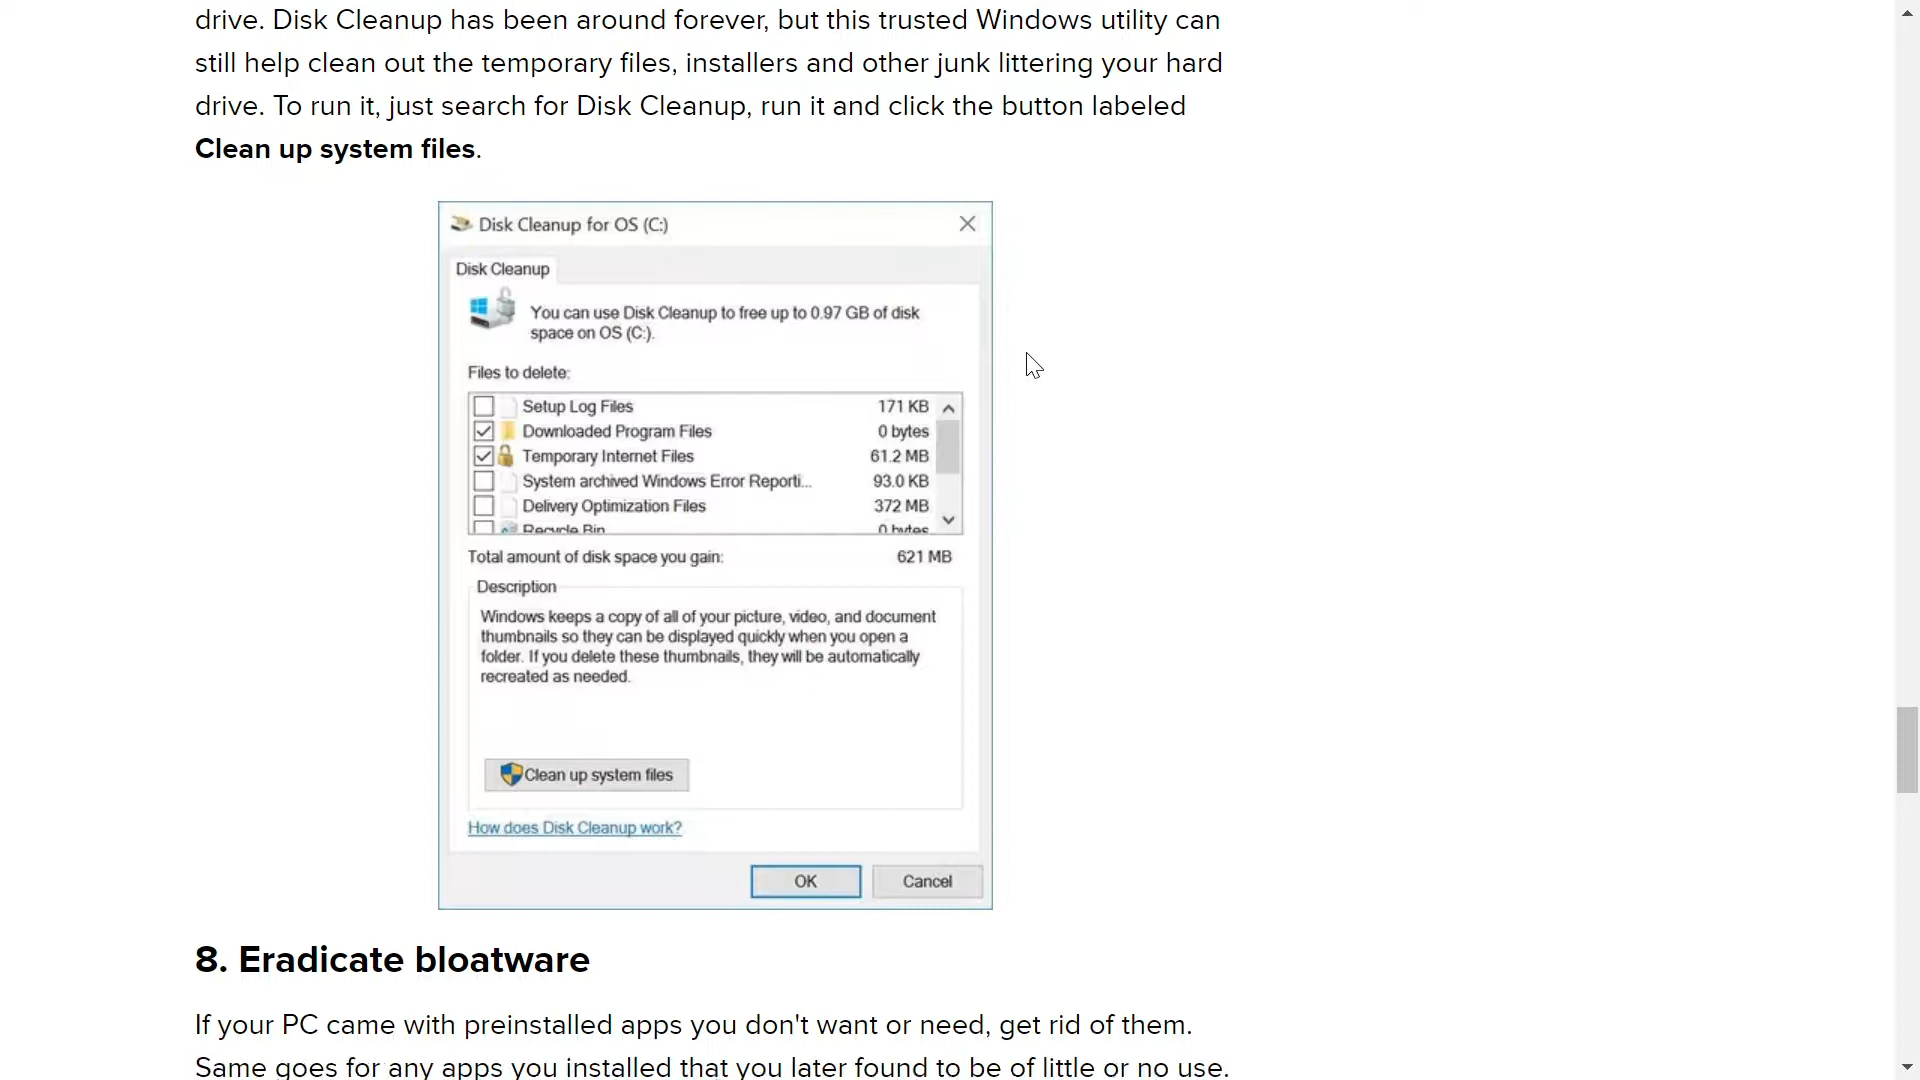 drive. Disk Cleanup has been around forever, but this trusted Windows utility can
still help clean out the temporary files, installers and other junk littering your hard
drive. To run it, just search for Disk Cleanup, run it and click the button labeled
Clean up system files.
Disk Cleanup for OS (C:)
Disk Cleanup
You can use Disk Cleanup to free up to 0.97 GB of disk
space on OS (C:).
Files to delete:
Setup Log Files 171 KB
Downloaded Program Files 0 bytes
Temporary Internet Files 61.2 MB
System archived Windows Error Reporti... 93.0 KB
Delivery Optimization Files 372 MB
Recycle Bin 0 bytes
Total amount of disk space you gain: 621 MB
Description
Windows keeps a copy of all of your picture, video, and document
thumbnails so they can be displayed quickly when you open a
folder. If you delete these thumbnails, they will be automatically
recreated as needed.
Clean up system files
How does Disk Cleanup work?
OK Cancel
8. Eradicate bloatware
If your PC came with preinstalled apps you don't want or need, get rid of them.
Same goes for any apps you installed that you later found to be of little or no use.